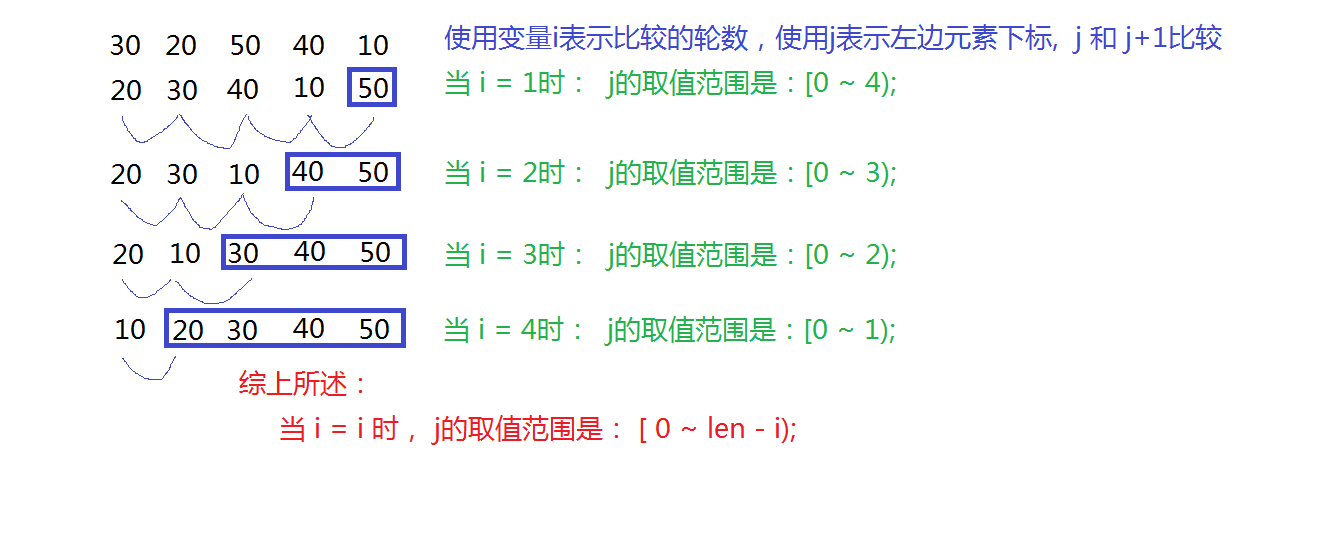 30 20 50 40 10
使用变量i表示比较的轮数，使用j表示左边元素下标, j 和 j+1比较
20 30 40 10 50
当 i = 1时： j的取值范围是：[0 ~ 4);
20 30 10 40 50
当 i = 2时： j的取值范围是：[0 ~ 3);
20 10 30 40 50
当 i = 3时： j的取值范围是：[0 ~ 2);
10 20 30 40 50
当 i = 4时： j的取值范围是：[0 ~ 1);
综上所述：
当 i = i 时， j的取值范围是： [ 0 ~ len - i);